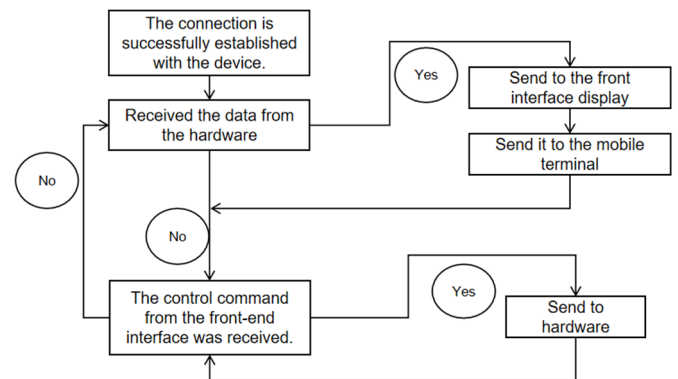 The connection is
successfully established
with the device.
Yes
Send to the front
interface display
Received the data from
the hardware
Send it to the mobile
terminal
No
No
The control command
from the front-end
interface was received.
Yes
Send to
hardware